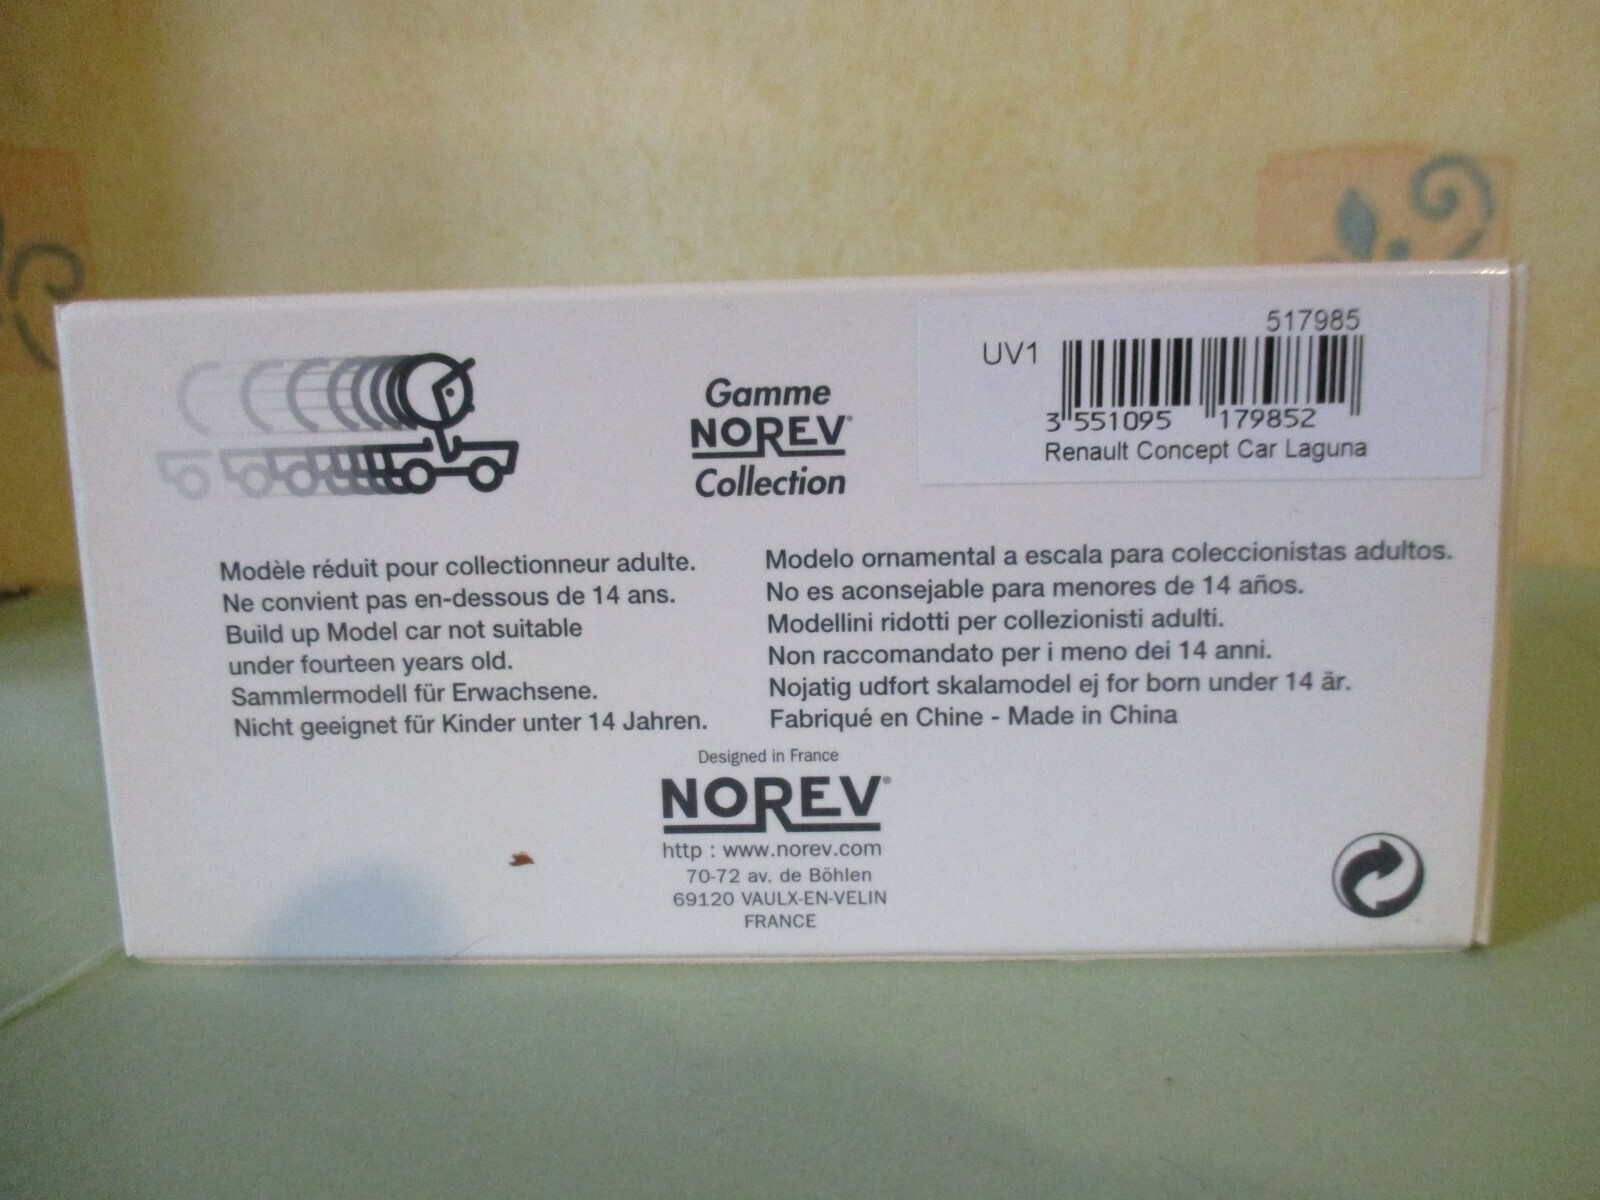 Gamme
NOREV®
Collection
517985
UV1
3 551095 179852
Renault Concept Car Laguna
Modèle réduit pour collectionneur adulte.
Ne convient pas en-dessous de 14 ans.
Build up Model car not suitable
under fourteen years old.
Sammlermodell für Erwachsene.
Nicht geeignet für Kinder unter 14 Jahren.
Modelo ornamental a escala para coleccionistas adultos.
No es aconsejable para menores de 14 años.
Modellini ridotti per collezionisti adulti.
Non raccomandato per i meno dei 14 anni.
Nojatig udfort skalamodel ej for born under 14 år.
Fabriqué en Chine - Made in China
Designed in France
NOREV®
http : www.norev.com
70-72 av. de Böhlen
69120 VAULX-EN-VELIN
FRANCE